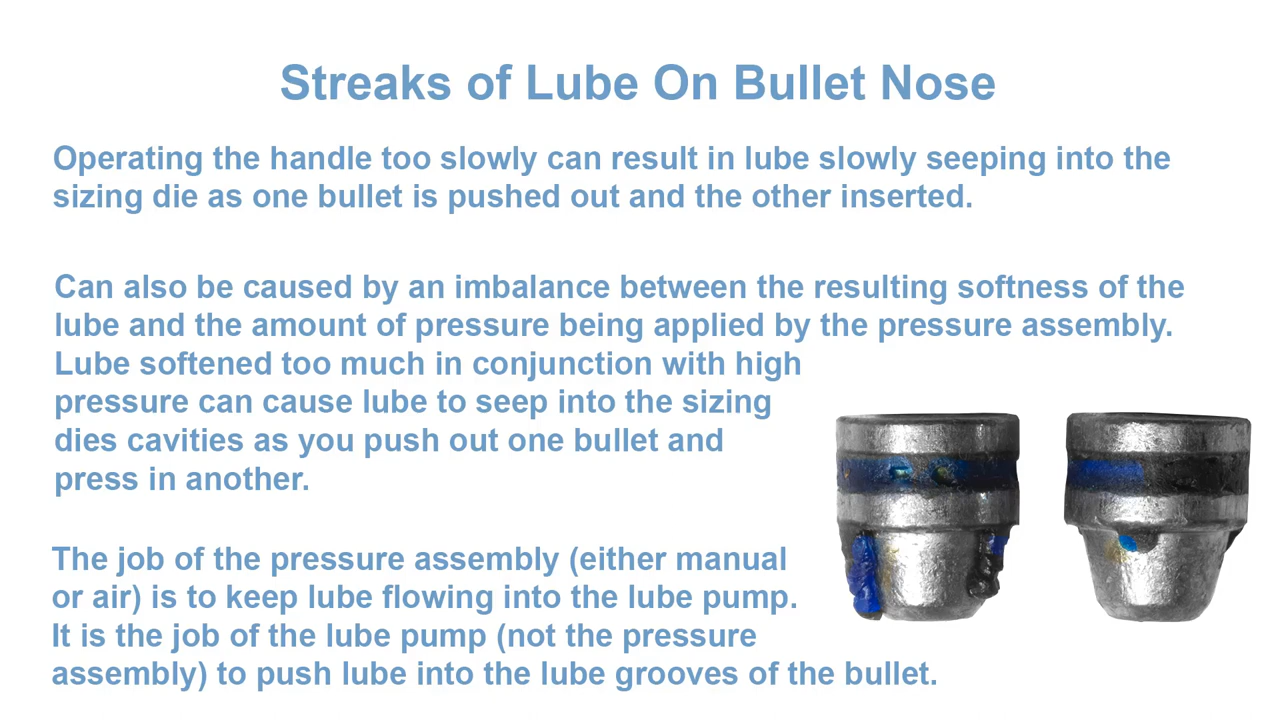 Streaks of Lube On Bullet Nose
Operating the handle too slowly can result in lube slowly seeping into the
sizing die as one bullet is pushed out and the other inserted.
Can also be caused by an imbalance between the resulting softness of the
lube and the amount of pressure being applied by the pressure assembly.
Lube softened too much in conjunction with high
pressure can cause lube to seep into the sizing
dies cavities as you push out one bullet and
press in another.
The job of the pressure assembly (either manual
or air) is to keep lube flowing into the lube pump.
It is the job of the lube pump (not the pressure
assembly) to push lube into the lube grooves of the bullet.